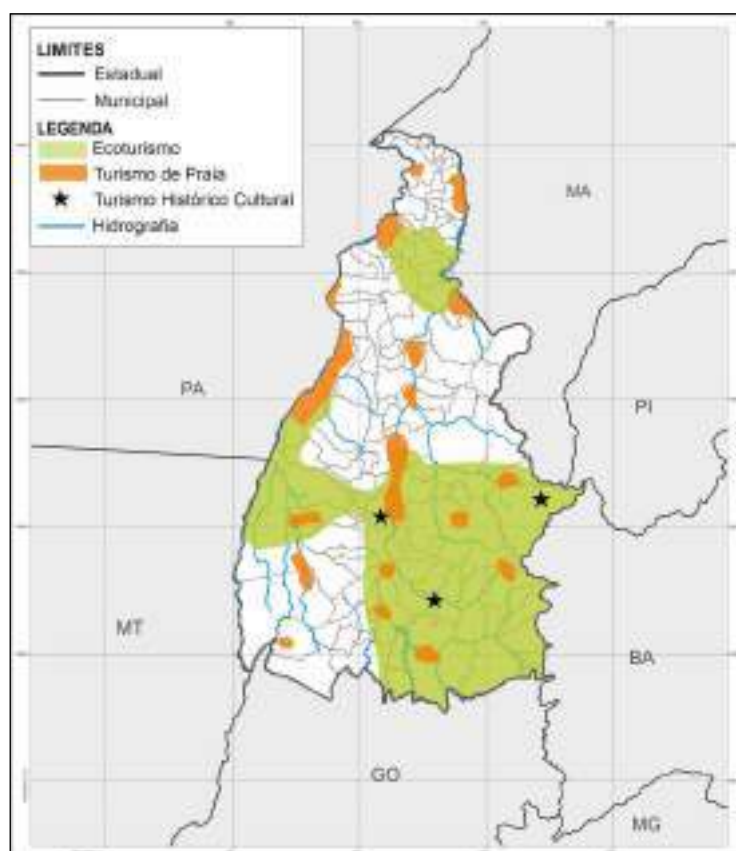 LIMITES
Estadual
Municipal
LEGENDA
Ecoturismo
Turismo de Praia
Turismo Histórico Cultural
Hidrografia
MA
PA
PI
MT
BA
GO
MG